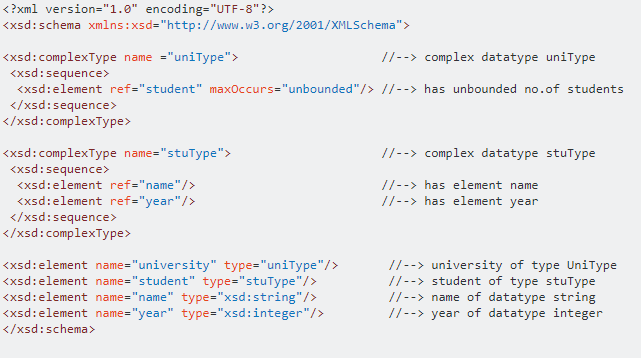 <?xml version="1.0" encoding="UTF-8"?>
<xsd:schema xmlns:xsd="http://www.w3.org/2001/XMLSchema">
<xsd:complexType name ="uniType"> //--> complex datatype uniType
<xsd:sequence>
<xsd:element ref="student" maxOccurs="unbounded"/> //--> has unbounded no.of students
</xsd:sequence>
</xsd:complexType>
<xsd:complexType name="stuType"> //--> complex datatype stuType
<xsd:sequence>
<xsd:element ref="name"/> //--> has element name
<xsd:element ref="year"/> //--> has element year
</xsd:sequence>
</xsd:complexType>
<xsd:element name="university" type="uniType"/> //--> university of type UniType
<xsd:element name="student" type="stuType"/> //--> student of type stuType
<xsd:element name="name" type="xsd:string"/> //--> name of datatype string
<xsd:element name="year" type="xsd:integer"/> //--> year of datatype integer
</xsd:schema>